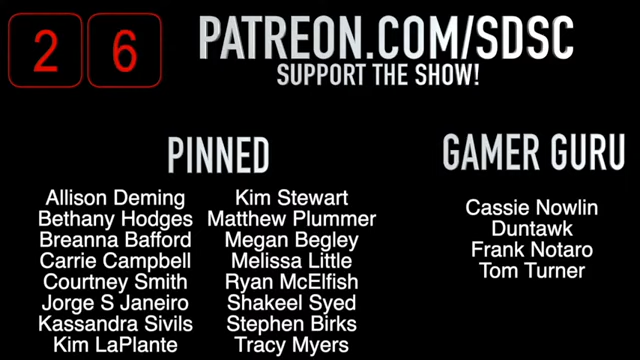 26
PATREON.COM/SDSC
SUPPORT THE SHOW!
PINNED
Allison Deming
Bethany Hodges
Breanna Bafford
Carrie Campbell
Courtney Smith
Jorge S Janeiro
Kassandra Sivils
Kim LaPlante
Kim Stewart
Matthew Plummer
Megan Begley
Melissa Little
Ryan McElfish
Shakeel Syed
Stephen Birks
Tracy Myers
GAMER GURU
Cassie Nowlin
Duntawk
Frank Notaro
Tom Turner